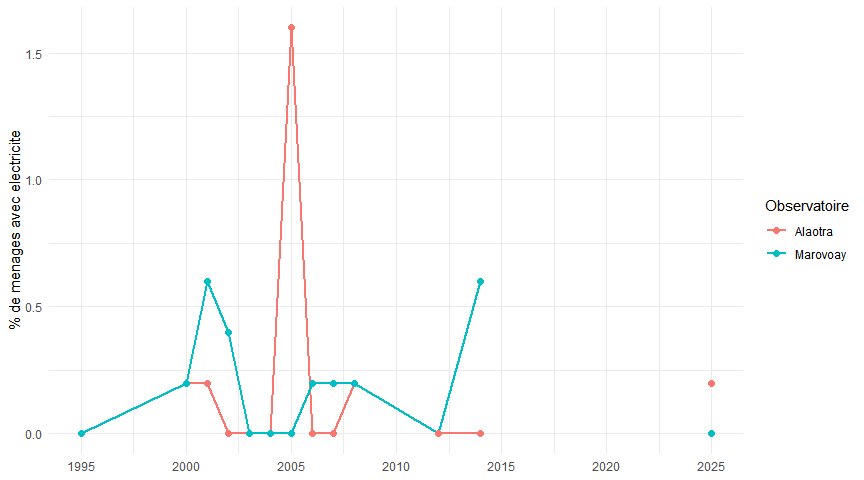 % de menages avec electricite
1.5
1.0
0.5
0.0
1995 2000 2005 2010 2015 2020 2025
Observatoire
Alaotra
Marovoay